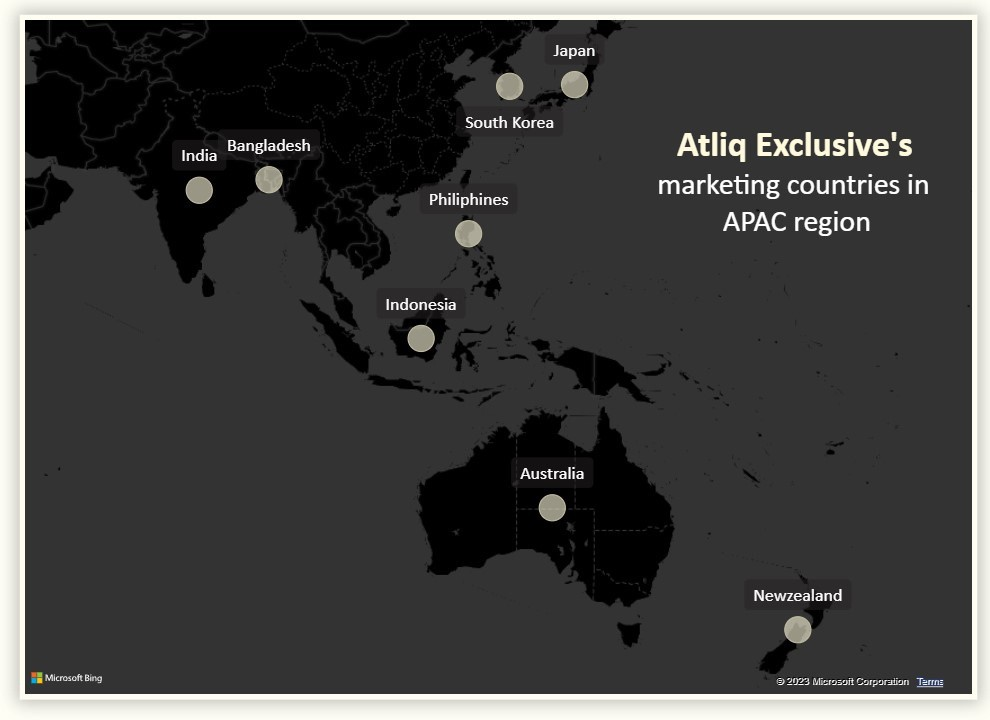 Japan
South Korea
Bangladesh
India
Atliq Exclusive's
marketing countries in
APAC region
Philiphines
Indonesia
Australia
Newzealand
Microsoft Bing
© 2023 Microsoft Corporation Terms